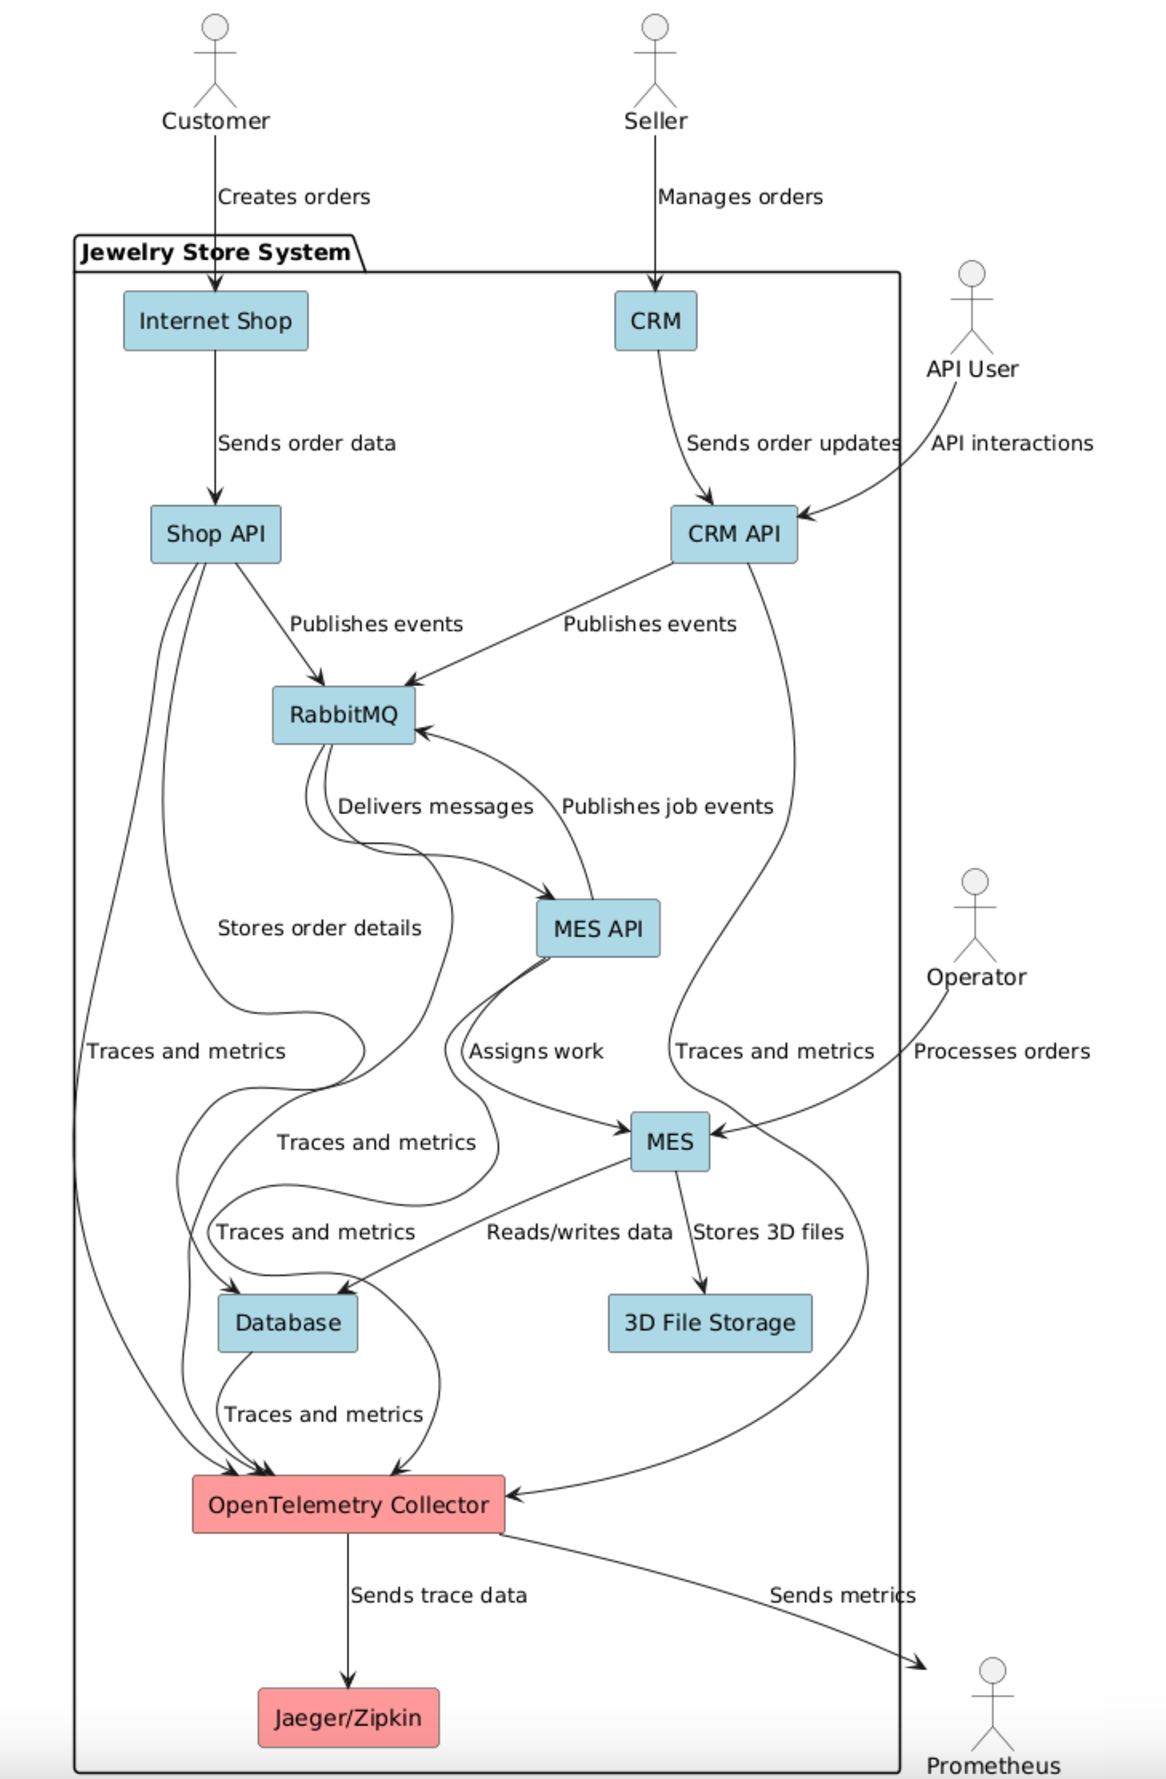 Customer
Seller
Creates orders
Manages orders
Jewelry Store System
Internet Shop
CRM
API User
Sends order data
Sends order updates
API interactions
Shop API
CRM API
Publishes events
Publishes events
RabbitMQ
Delivers messages
Publishes job events
Stores order details
MES API
Operator
Traces and metrics
Assigns work
Traces and metrics
Processes orders
Traces and metrics
MES
Traces and metrics
Reads/writes data
Stores 3D files
Database
3D File Storage
Traces and metrics
OpenTelemetry Collector
Sends trace data
Sends metrics
Jaeger/Zipkin
Prometheus